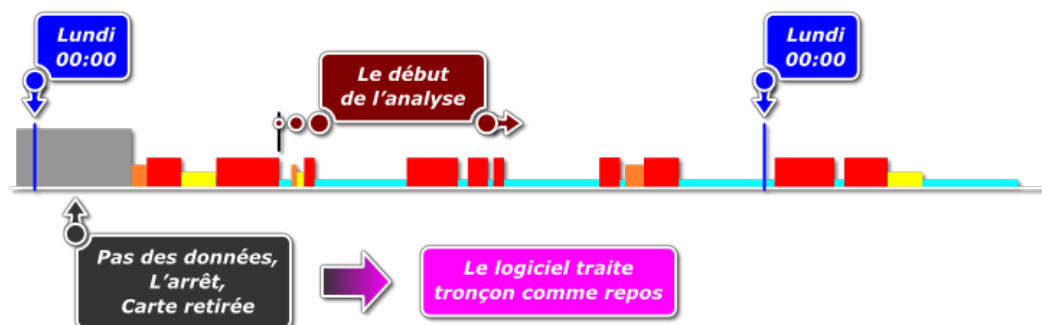 Lundi
00:00
Le début
de l'analyse
Lundi
00:00
Pas des données,
L'arrêt,
Carte retirée
Le logiciel traite
tronçon comme repos